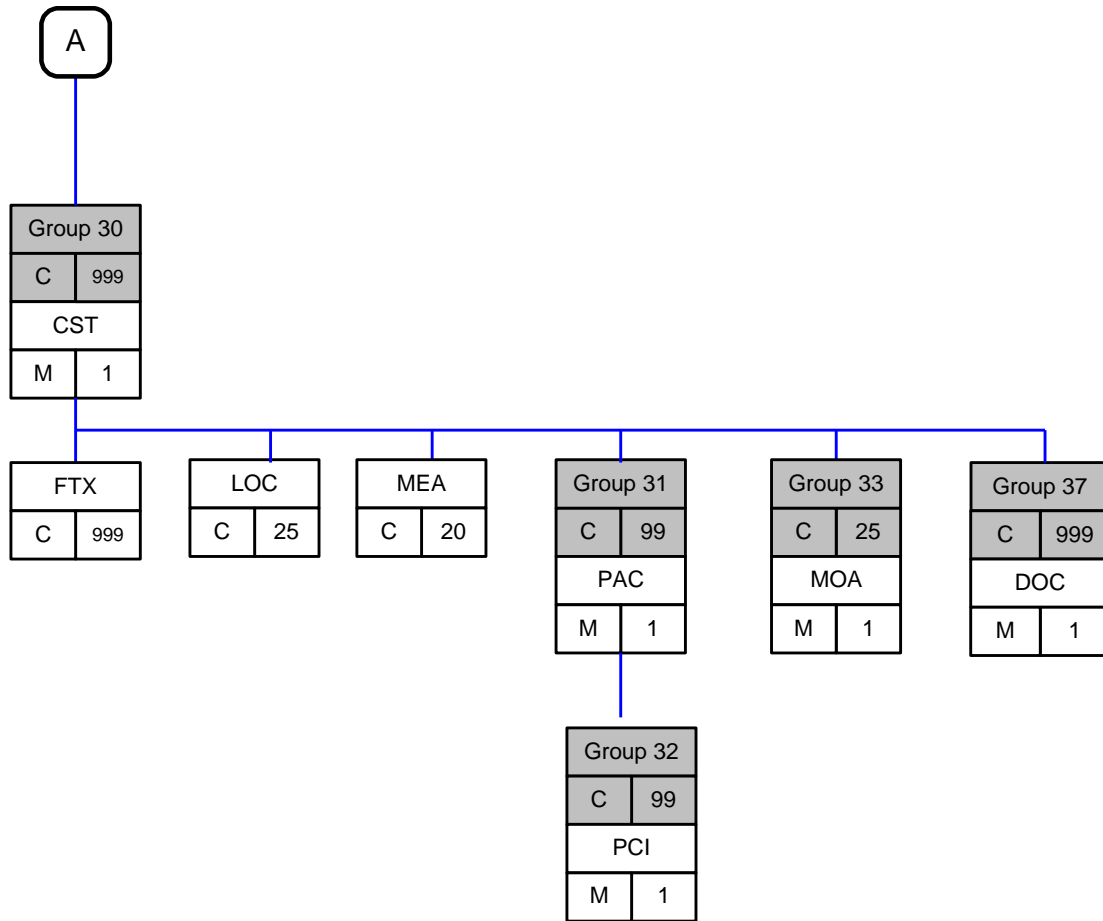 A
Group 30
C 999
CST
M 1
FTX
C 999
LOC
C 25
MEA
C 20
Group 31
C 99
PAC
M 1
Group 33
C 25
MOA
M 1
Group 37
C 999
DOC
M 1
Group 32
C 99
PCI
M 1